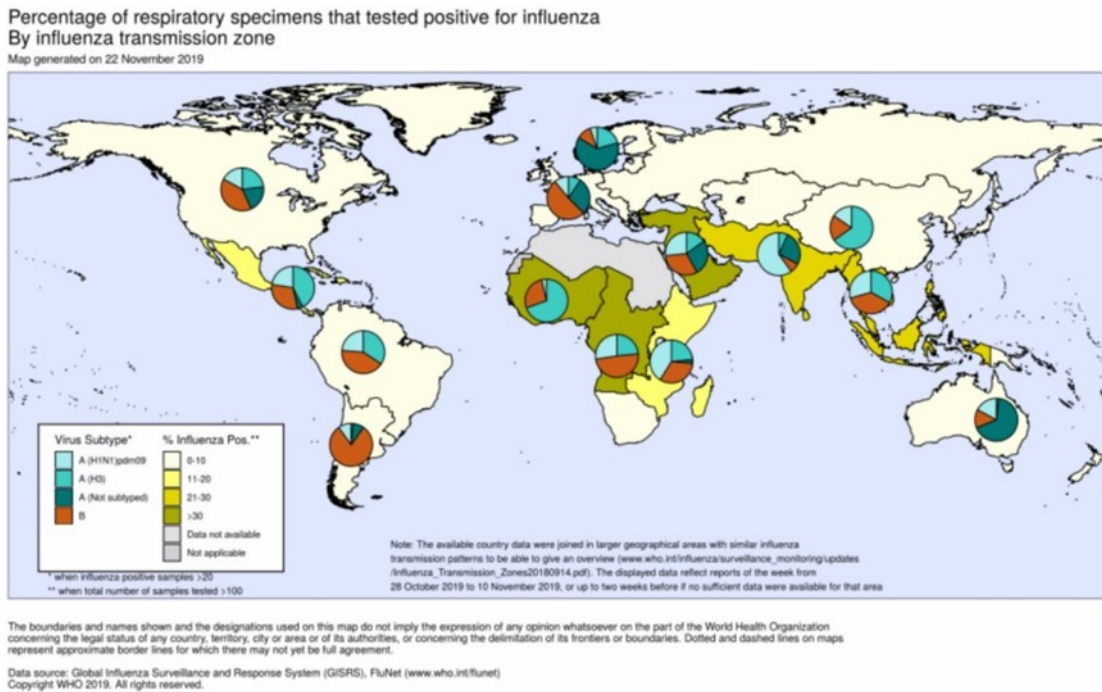 Percentage of respiratory specimens that tested positive for influenza
By influenza transmission zone
Map generated on 22 November 2019
Virus Subtype*
A (H1N1)pdm09
A (H3)
A (Not subtyped)
B
% Influenza Pos.**
0-10
11-20
21-30
>30
Data not available
Not applicable
* when influenza positive samples >20
** when total number of samples tested >100
Note: The available country data were joined in larger geographical areas with similar influenza
transmission patterns to be able to give an overview (www.who.int/influenza/surveillance_monitoring/updates
/Influenza_Transmission_Zones20180914.pdf). The displayed data reflect reports of the week from
28 October 2019 to 10 November 2019, or up to two weeks before if no sufficient data were available for that area
The boundaries and names shown and the designations used on this map do not imply the expression of any opinion whatsoever on the part of the World Health Organization
concerning the legal status of any country, territory, city or area or of its authorities, or concerning the delimitation of its frontiers or boundaries. Dotted and dashed lines on maps
represent approximate border lines for which there may not yet be full agreement.
Data source: Global Influenza Surveillance and Response System (GISRS), FluNet (www.who.int/flunet)
Copyright WHO 2019. All rights reserved.